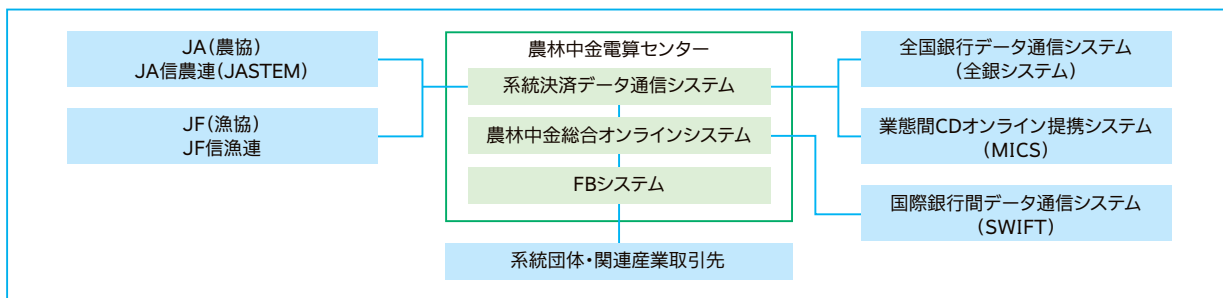 JA(農協)
JA信農連(JASTEM)
JF(漁協)
JF信漁連
農林中金電算センター
系統決済データ通信システム
農林中金総合オンラインシステム
FBシステム
系統団体・関連産業取引先
全国銀行データ通信システム
(全銀システム)
業態間CDオンライン提携システム
(MICS)
国際銀行間データ通信システム
(SWIFT)